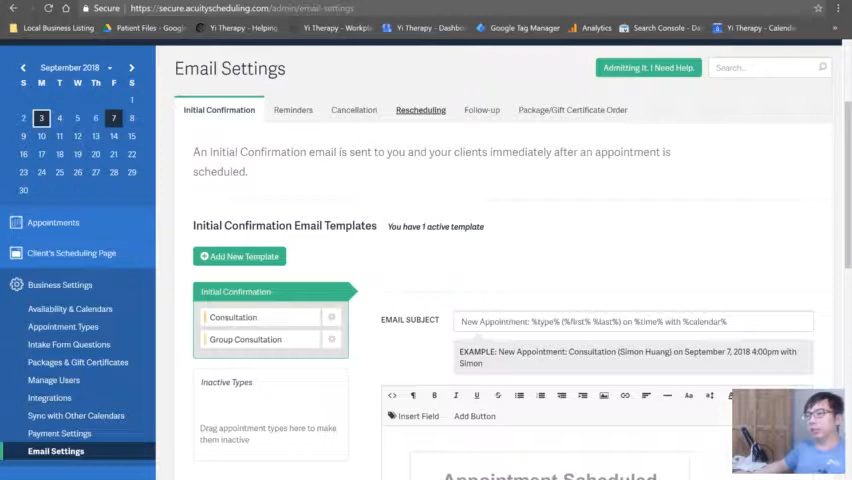 Secure https://secure.acuityscheduling.com/admin/email-settings
Local Business Listing
Patient Files - Google
Yi Therapy - Helping
Yi Therapy - Workpl
Yi Therapy - Dashbo
Google Tag Manager
Analytics
Search Console - Da
Yi Therapy - Calend
»
September 2018
S M T W Th F S
1
2 3 4 5 6 7 8
9 10 11 12 13 14 15
16 17 18 19 20 21 22
23 24 25 26 27 28 29
30
Appointments
Client's Scheduling Page
Business Settings
Availability & Calendars
Appointment Types
Intake Form Questions
Packages & Gift Certificates
Manage Users
Integrations
Sync with Other Calendars
Payment Settings
Email Settings
Email Settings
Admitting It. I Need Help.
Search...
Initial Confirmation
Reminders
Cancellation
Rescheduling
Follow-up
Package/Gift Certificate Order
An Initial Confirmation email is sent to you and your clients immediately after an appointment is
scheduled.
Initial Confirmation Email Templates
You have 1 active template
Add New Template
Initial Confirmation
Consultation
Group Consultation
Inactive Types
Drag appointment types here to make
them inactive
EMAIL SUBJECT
New Appointment: %type% (%first% %last%) on %time% with %calendar%
EXAMPLE: New Appointment: Consultation (Simon Huang) on September 7, 2018 4:00pm with
Simon
B I U S
Aa
Insert Field
Add Button
Appointment Scheduled